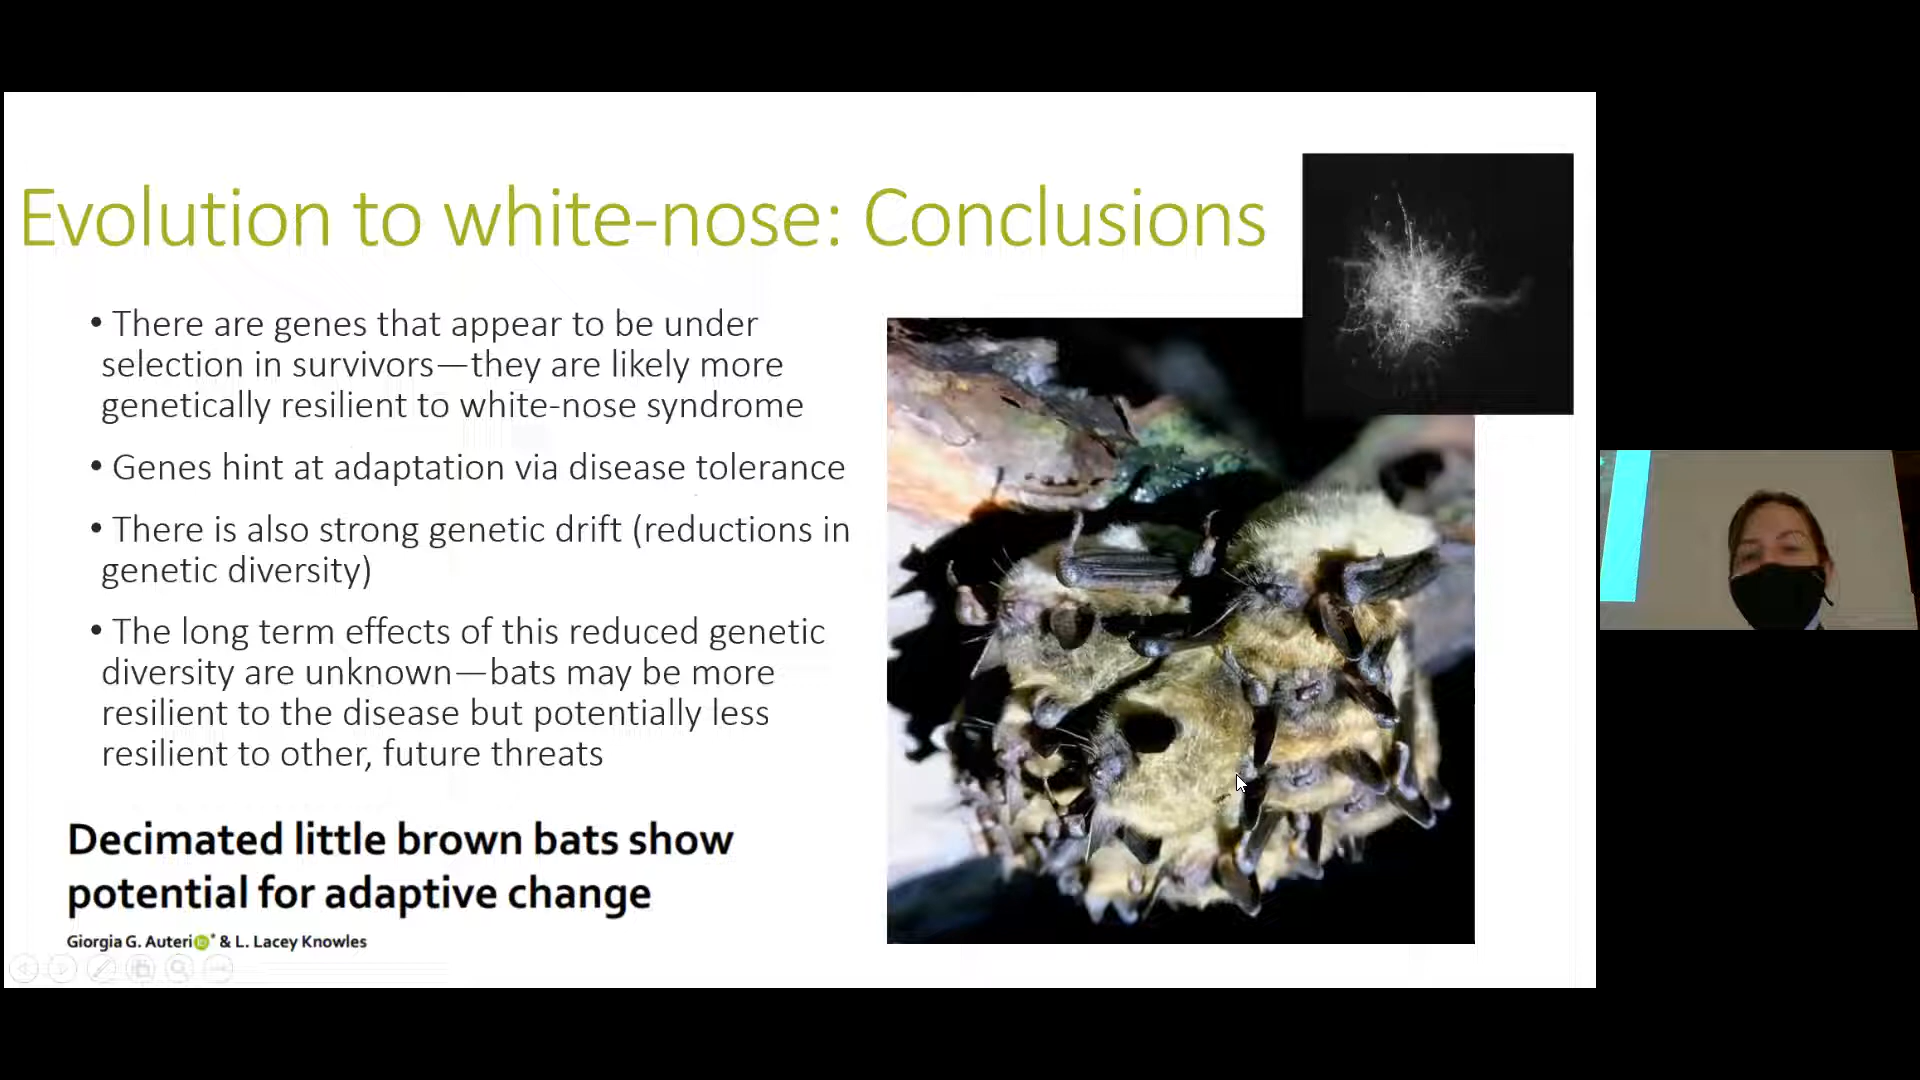 Evolution to white-nose: Conclusions
• There are genes that appear to be under
selection in survivors—they are likely more
genetically resilient to white-nose syndrome
• Genes hint at adaptation via disease tolerance
• There is also strong genetic drift (reductions in
genetic diversity)
• The long term effects of this reduced genetic
diversity are unknown—bats may be more
resilient to the disease but potentially less
resilient to other, future threats
Decimated little brown bats show
potential for adaptive change
Giorgia G. Auteri iD* & L. Lacey Knowles